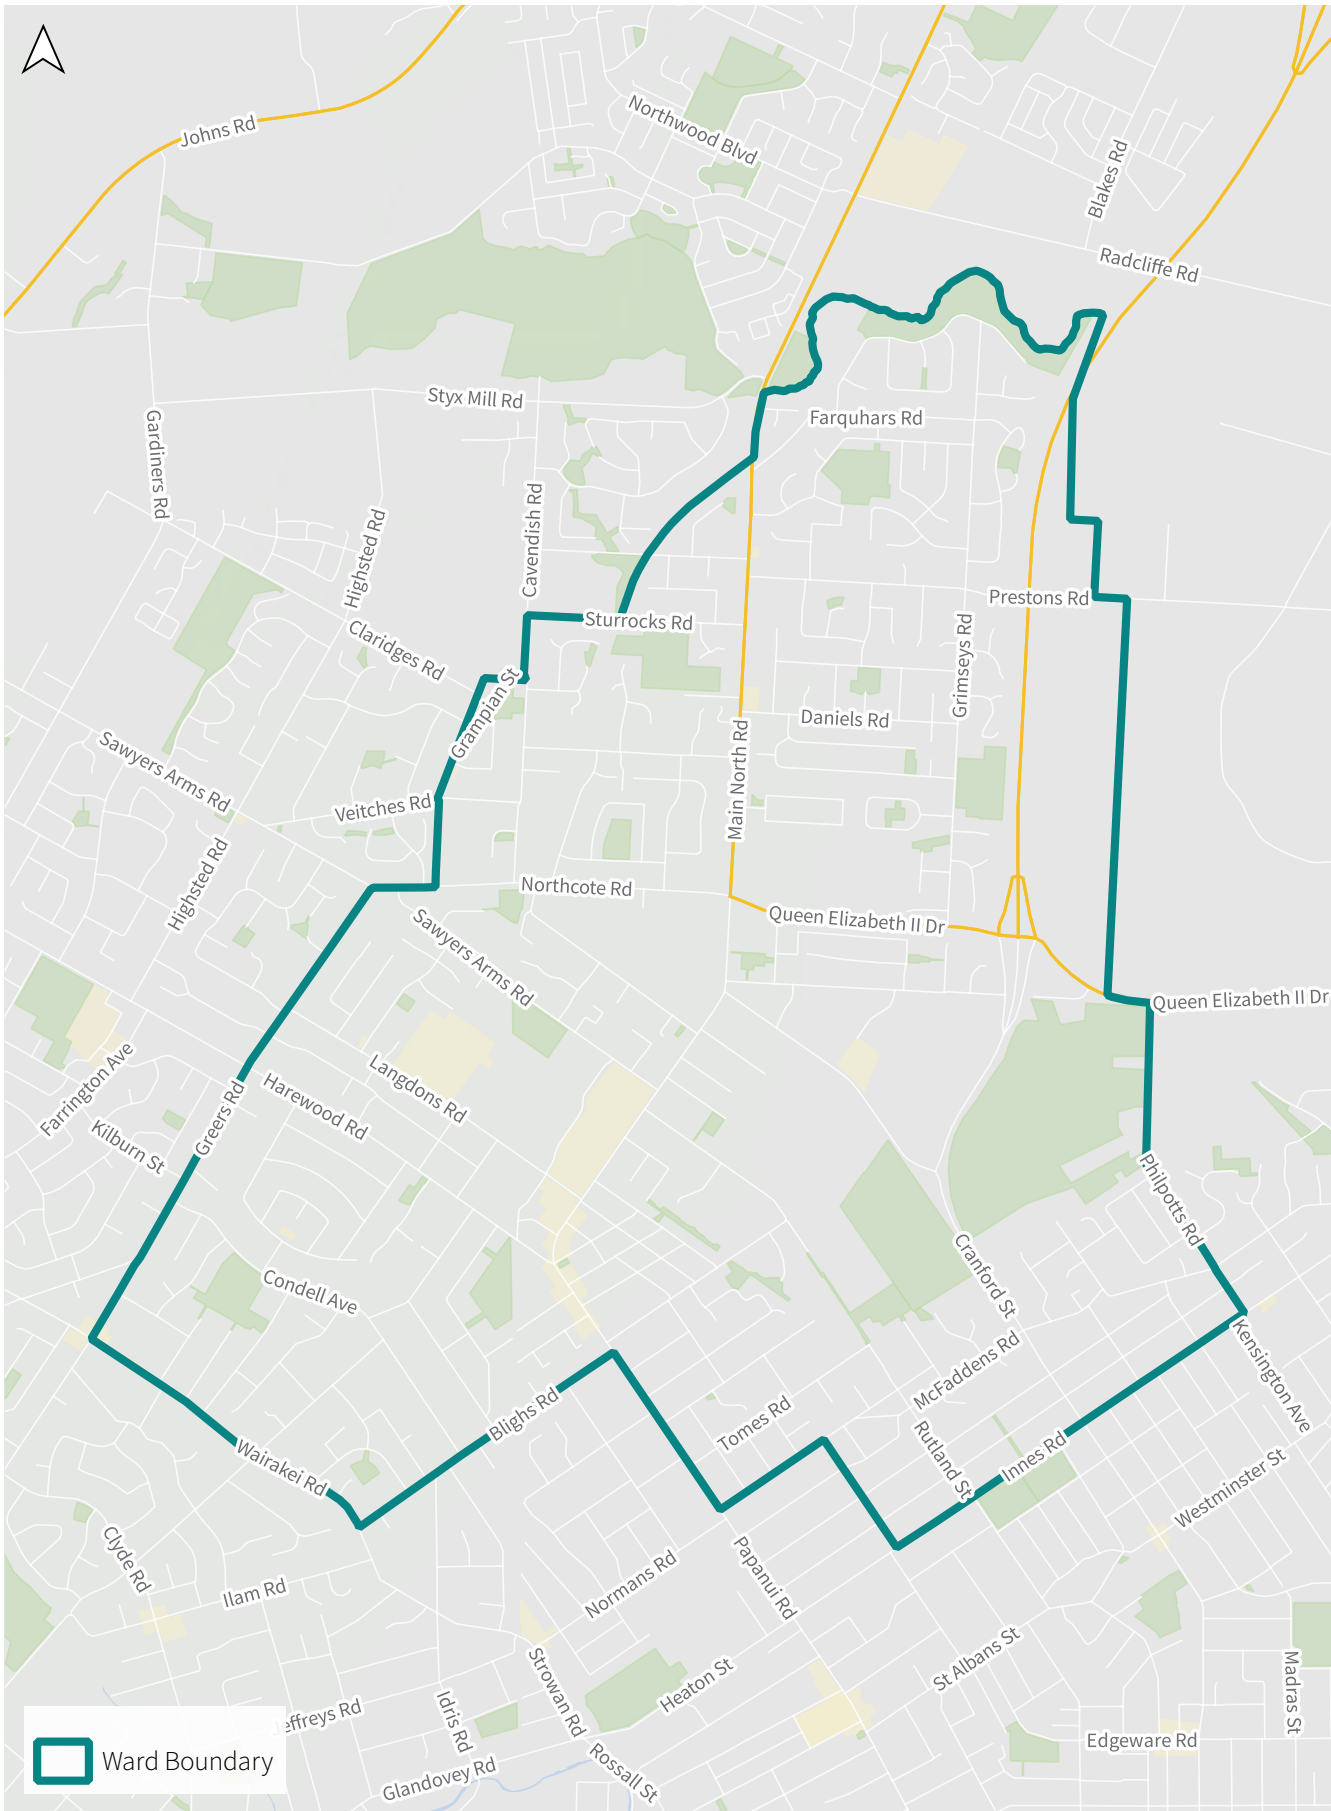 Johns Rd
Northwood Blvd
Blakes Rd
Radcliffe Rd
Styx Mill Rd
Farquhars Rd
Gardiners Rd
Cavendish Rd
Highsted Rd
Prestons Rd
Sturrocks Rd
Claridges Rd
Grimseys Rd
Grampian St
Daniels Rd
Sawyers Arms Rd
Main North Rd
Veitches Rd
Highsted Rd
Northcote Rd
Queen Elizabeth II Dr
Sawyers Arms Rd
Queen Elizabeth II Dr
Farrington Ave
Langdons Rd
Harewood Rd
Greers Rd
Kilburn St
Philpotts Rd
Cranford St
Condell Ave
McFaddens Rd
Kensington Ave
Blighs Rd
Tomes Rd
Rutland St
Innes Rd
Wairakei Rd
Westminster St
Clyde Rd
Normans Rd
Papanui Rd
Ilam Rd
St Albans St
Strowan Rd
Heaton St
Madras St
Jeffreys Rd
Idris Rd
Edgeware Rd
Ward Boundary
Glandovey Rd
Rossall St